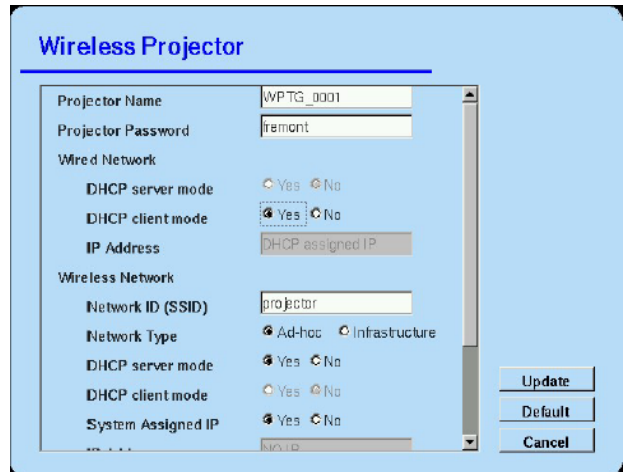 Wireless Projector
Projector Name WPTG_0001
Projector Password fremont
Wired Network
DHCP server mode Yes No
DHCP client mode Yes No
IP Address DHCP assigned IP
Wireless Network
Network ID (SSID) projector
Network Type Ad-hoc Infrastructure
DHCP server mode Yes No
DHCP client mode Yes No
System Assigned IP Yes No
NO IP
Update
Default
Cancel